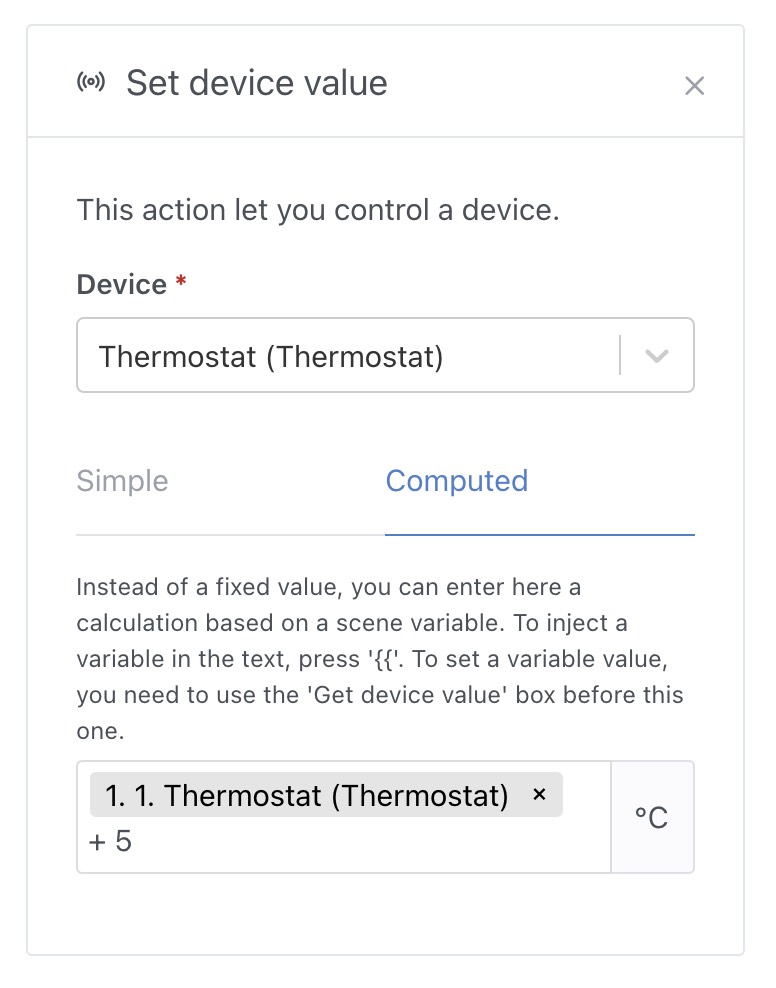 Set device value
×
This action let you control a device.
Device *
Thermostat (Thermostat)
Simple
Computed
Instead of a fixed value, you can enter here a
calculation based on a scene variable. To inject a
variable in the text, press '{{'. To set a variable value,
you need to use the 'Get device value' box before this
one.
1. 1. Thermostat (Thermostat) ×
+ 5
°C